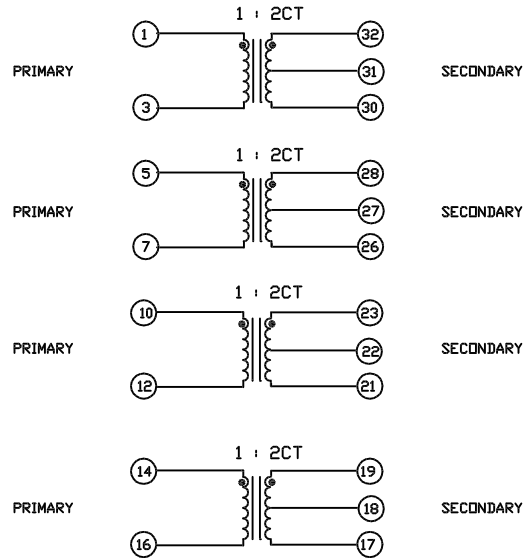 1 : 2CT
1 32
PRIMARY 31 SECONDARY
3 30
1 : 2CT
5 28
PRIMARY 27 SECONDARY
7 26
1 : 2CT
10 23
PRIMARY 22 SECONDARY
12 21
1 : 2CT
14 19
PRIMARY 18 SECONDARY
16 17